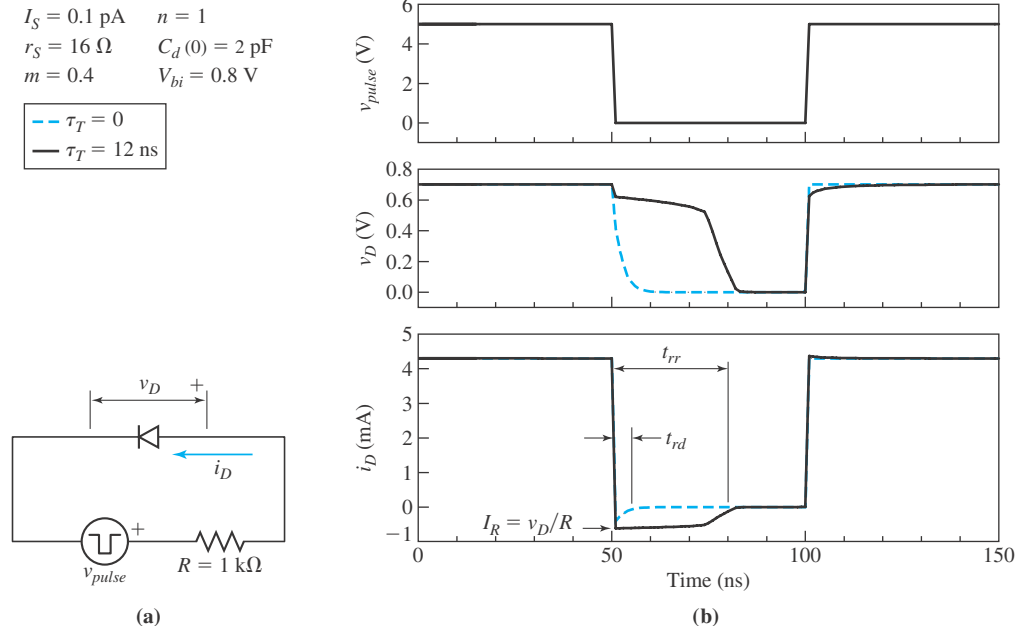 I_S = 0.1 pA n = 1
r_S = 16 Ω C_d (0) = 2 pF
m = 0.4 V_bi = 0.8 V
τ_T = 0
τ_T = 12 ns
v_D +
i_D
+
v_pulse
R = 1 kΩ
(a)
v_pulse (V)
5
0
v_D (V)
0.8
0.6
0.4
0.2
0.0
i_D (mA)
5
4
3
2
1
0
−1
t_rr
t_rd
I_R = v_D/R
0 50 100 150
Time (ns)
(b)